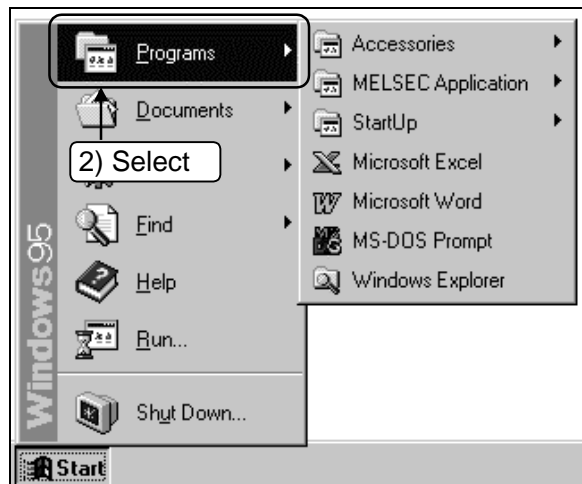 Programs
Documents
2) Select
Find
Help
Run...
Shut Down...
Windows95
Start
Accessories
MELSEC Application
StartUp
Microsoft Excel
Microsoft Word
MS-DOS Prompt
Windows Explorer